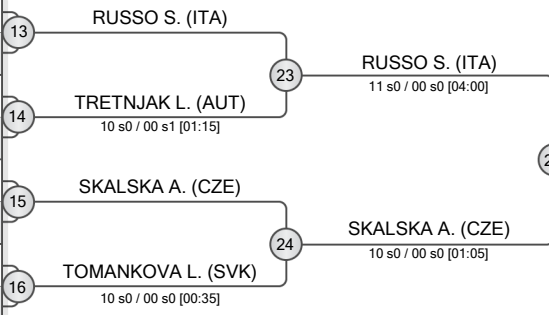 13
RUSSO S. (ITA)
23
RUSSO S. (ITA)
11 s0 / 00 s0 [04:00]
14
TRETNJAK L. (AUT)
10 s0 / 00 s1 [01:15]
15
SKALSKA A. (CZE)
24
SKALSKA A. (CZE)
10 s0 / 00 s0 [01:05]
16
TOMANKOVA L. (SVK)
10 s0 / 00 s0 [00:35]